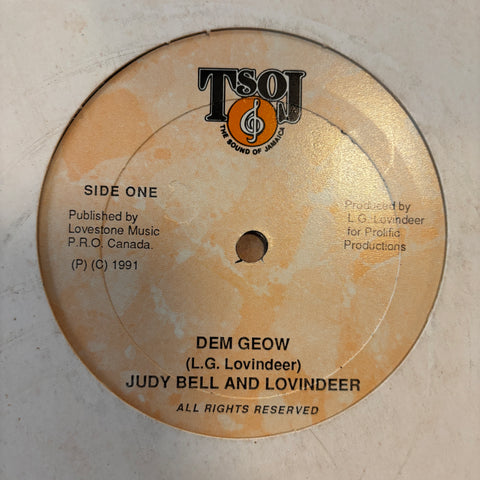 TSOJ
THE SOUND OF JAMAICA
SIDE ONE
Published by
Lovestone Music
P.R.O. Canada.
(P) (C) 1991
Produced by
L.G. Lovindeer
for Prolific
Productions
DEM GEOW
(L.G. Lovindeer)
JUDY BELL AND LOVINDEER
ALL RIGHTS RESERVED